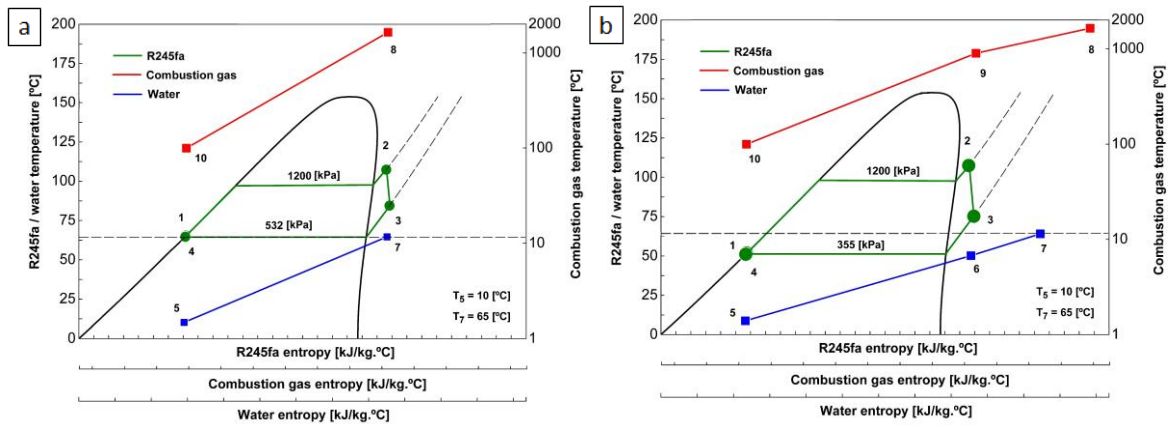 a
R245fa / water temperature [ºC]
200
175
150
125
100
75
50
25
0
R245fa
Combustion gas
Water
8
10
2
1200 [kPa]
1
532 [kPa]
3
4
7
5
T5 = 10 [ºC]
T7 = 65 [ºC]
2000
1000
100
10
1
Combustion gas temperature [ºC]
R245fa entropy [kJ/kg.ºC]
Combustion gas entropy [kJ/kg.ºC]
Water entropy [kJ/kg.ºC]
b
R245fa / water temperature [ºC]
200
175
150
125
100
75
50
25
0
R245fa
Combustion gas
Water
8
9
10
2
1200 [kPa]
3
1
355 [kPa]
4
7
6
5
T5 = 10 [ºC]
T7 = 65 [ºC]
2000
1000
100
10
1
Combustion gas temperature [ºC]
R245fa entropy [kJ/kg.ºC]
Combustion gas entropy [kJ/kg.ºC]
Water entropy [kJ/kg.ºC]